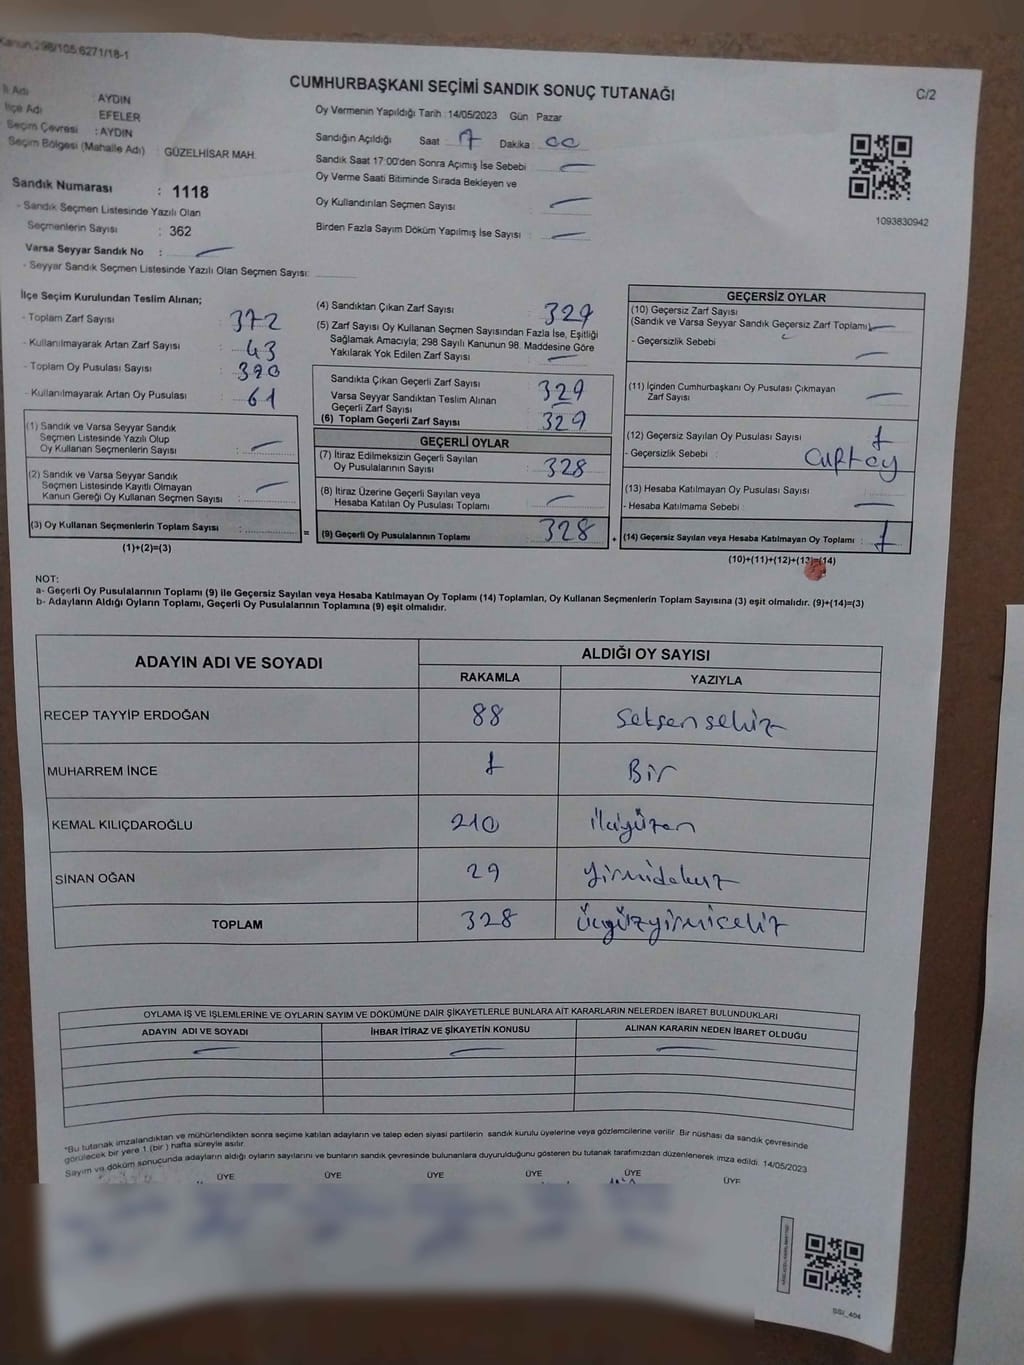 Kanun:298/105:6271/18-1
CUMHURBAŞKANI SEÇİMİ SANDIK SONUÇ TUTANAĞI
C/2
İl Adı : AYDIN
İlçe Adı : EFELER
Seçim Çevresi : AYDIN
Seçim Bölgesi (Mahalle Adı) : GÜZELHİSAR MAH.
Sandık Numarası : 1118
- Sandık Seçmen Listesinde Yazılı Olan
Seçmenlerin Sayısı : 362
Varsa Seyyar Sandık No : —
- Seyyar Sandık Seçmen Listesinde Yazılı Olan Seçmen Sayısı:
Oy Vermenin Yapıldığı Tarih :14/05/2023 Gün Pazar
Sandığın Açıldığı Saat 17 Dakika : 00
Sandık Saat 17:00'den Sonra Açımış İse Sebebi : —
Oy Verme Saati Bitiminde Sırada Bekleyen ve
Oy Kullandırılan Seçmen Sayısı : —
Birden Fazla Sayım Döküm Yapılmış İse Sayısı : —
1093830942
İlçe Seçim Kurulundan Teslim Alınan;
- Toplam Zarf Sayısı : 372
- Kullanılmayarak Artan Zarf Sayısı : 43
- Toplam Oy Pusulası Sayısı : 390
- Kullanılmayarak Artan Oy Pusulası : 61
(1) Sandık ve Varsa Seyyar Sandık
Seçmen Listesinde Yazılı Olup
Oy Kullanan Seçmenlerin Sayısı : —
(2) Sandık ve Varsa Seyyar Sandık
Seçmen Listesinde Kayıtlı Olmayan
Kanun Gereği Oy Kullanan Seçmen Sayısı : —
(3) Oy Kullanan Seçmenlerin Toplam Sayısı :
(1)+(2)=(3)
(4) Sandıktan Çıkan Zarf Sayısı : 329
(5) Zarf Sayısı Oy Kullanan Seçmen Sayısından Fazla İse, Eşitliği
Sağlamak Amacıyla; 298 Sayılı Kanunun 98. Maddesine Göre
Yakılarak Yok Edilen Zarf Sayısı : —
Sandıkta Çıkan Geçerli Zarf Sayısı : 329
Varsa Seyyar Sandıktan Teslim Alınan
Geçerli Zarf Sayısı : —
(6) Toplam Geçerli Zarf Sayısı : 329
GEÇERLİ OYLAR
(7) İtiraz Edilmeksizin Geçerli Sayılan
Oy Pusulalarının Sayısı : 328
(8) İtiraz Üzerine Geçerli Sayılan veya
Hesaba Katılan Oy Pusulaları Toplamı : —
= (9) Geçerli Oy Pusulalarının Toplamı : 328 +
GEÇERSİZ OYLAR
(10) Geçersiz Zarf Sayısı
(Sandık ve Varsa Seyyar Sandık Geçersiz Zarf Toplamı) —
- Geçersizlik Sebebi : —
(11) İçinden Cumhurbaşkanı Oy Pusulası Çıkmayan
Zarf Sayısı : —
(12) Geçersiz Sayılan Oy Pusulası Sayısı : 1
- Geçersizlik Sebebi :
(13) Hesaba Katılmayan Oy Pusulası Sayısı :
- Hesaba Katılmama Sebebi : —
(14) Geçersiz Sayılan veya Hesaba Katılmayan Oy Toplamı : 1
(10)+(11)+(12)+(13)=(14)
NOT:
a- Geçerli Oy Pusulalarının Toplamı (9) ile Geçersiz Sayılan veya Hesaba Katılmayan Oy Toplamı (14) Toplamları, Oy Kullanan Seçmenlerin Toplam Sayısına (3) eşit olmalıdır. (9)+(14)=(3)
b- Adayların Aldığı Oyların Toplamı, Geçerli Oy Pusulalarının Toplamına (9) eşit olmalıdır.
ADAYIN ADI VE SOYADI ALDIĞI OY SAYISI
RAKAMLA YAZIYLA
RECEP TAYYİP ERDOĞAN 88 seksensekiz
MUHARREM İNCE 1 Bir
KEMAL KILIÇDAROĞLU 210 ikiyüzon
SİNAN OĞAN 29 yirmidokuz
TOPLAM 328 üçyüzyirmisekiz
OYLAMA İŞ VE İŞLEMLERİNE VE OYLARIN SAYIM VE DÖKÜMÜNE DAİR ŞİKAYETLERLE BUNLARA AİT KARARLARIN NELERDEN İBARET BULUNDUKLARI
ADAYIN ADI VE SOYADI İHBAR İTİRAZ VE ŞİKAYETİN KONUSU ALINAN KARARIN NEDEN İBARET OLDUĞU
— — —
*Bu tutanak imzalandıktan ve mühürlendikten sonra seçime katılan adayların ve talep eden siyasi partilerin sandık kurulu üyelerine veya gözlemcilerine verilir. Bir nüshası da sandık çevresinde
görülecek bir yere 1 (bir) hafta süreyle asılır.
Sayım ve döküm sonucunda adayların aldığı oyların sayılarını ve bunların sandık çevresinde bulunanlara duyurulduğunu gösteren bu tutanak tarafımızdan düzenlenerek imza edildi. 14/05/2023
ÜYE ÜYE ÜYE ÜYE ÜYE ÜYE
SSİ_404